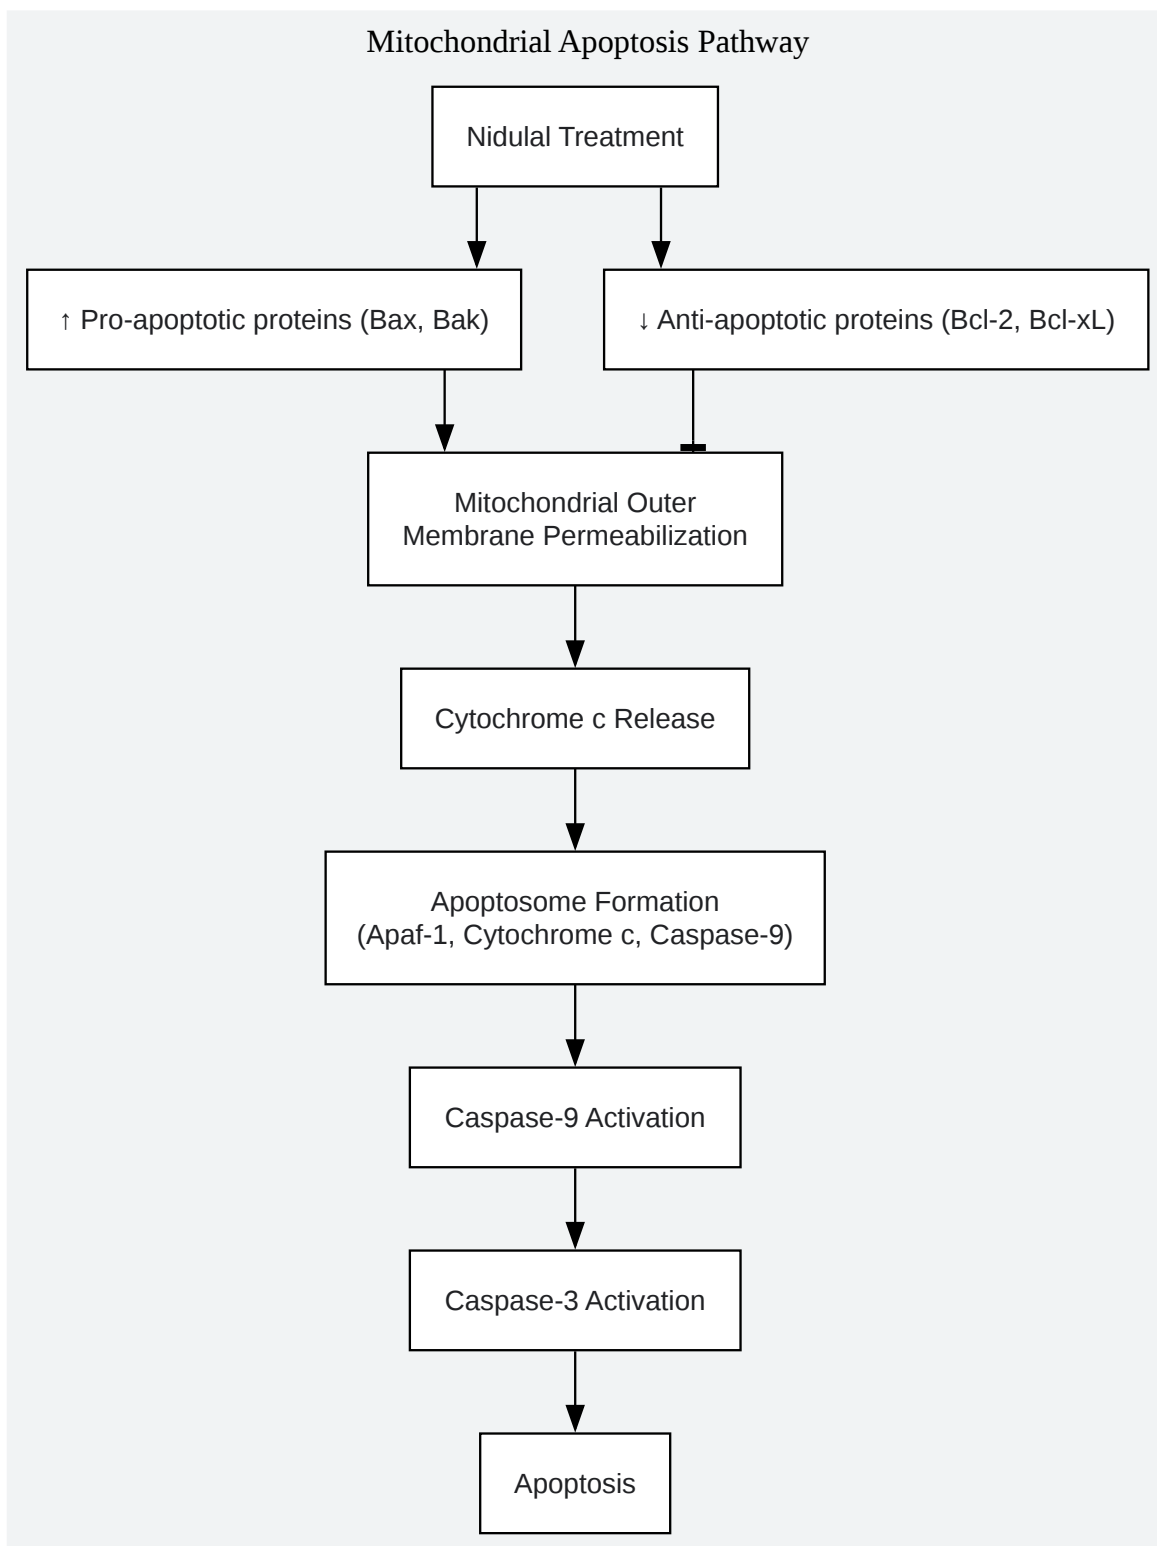 Mitochondrial Apoptosis Pathway
Nidulal Treatment
↑ Pro-apoptotic proteins (Bax, Bak)
↓ Anti-apoptotic proteins (Bcl-2, Bcl-xL)
Mitochondrial Outer
Membrane Permeabilization
Cytochrome c Release
Apoptosome Formation
(Apaf-1, Cytochrome c, Caspase-9)
Caspase-9 Activation
Caspase-3 Activation
Apoptosis